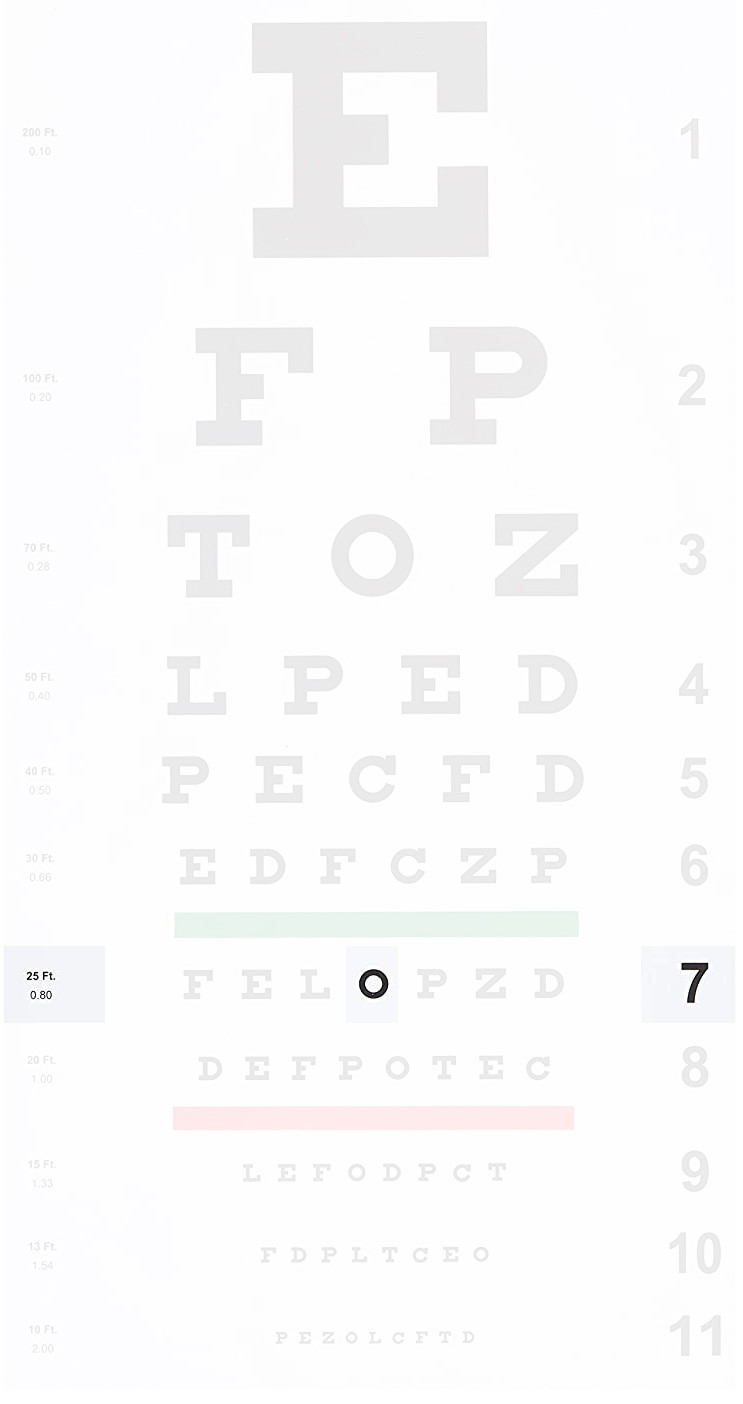 200 Ft.
0.10
E
1
100 Ft.
0.20
F P
2
70 Ft.
0.28
T O Z
3
50 Ft.
0.40
L P E D
4
40 Ft.
0.50
P E C F D
5
30 Ft.
0.66
E D F C Z P
6
25 Ft.
0.80
F E L O P Z D
7
20 Ft.
1.00
D E F P O T E C
8
15 Ft.
1.33
L E F O D P C T
9
13 Ft.
1.54
F D P L T C E O
10
10 Ft.
2.00
P E Z O L C F T D
11